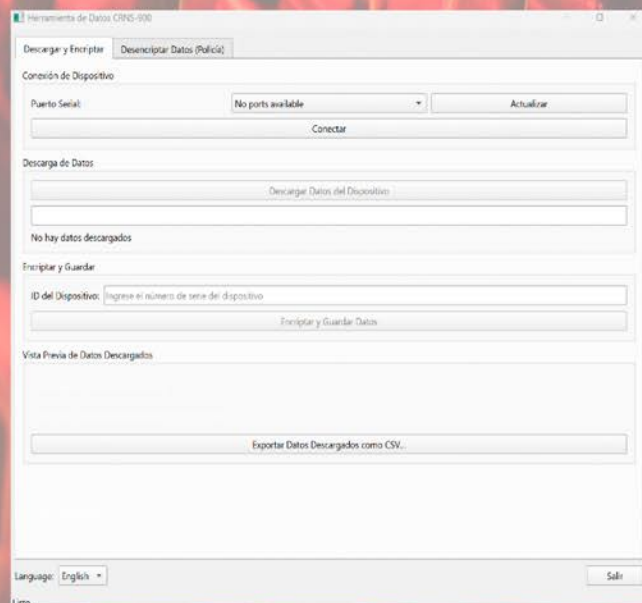 Herramienta de Datos CRNS-900
Descargar y Encriptar
Desencriptar Datos (Policía)
Conexión de Dispositivo
Puerto Serial:
No ports available
Actualizar
Conectar
Descarga de Datos
Descargar Datos del Dispositivo
No hay datos descargados
Encriptar y Guardar
ID del Dispositivo:
Ingrese el número de serie del dispositivo
Encriptar y Guardar Datos
Vista Previa de Datos Descargados
Exportar Datos Descargados como CSV...
Language:
English
Salir
Listo